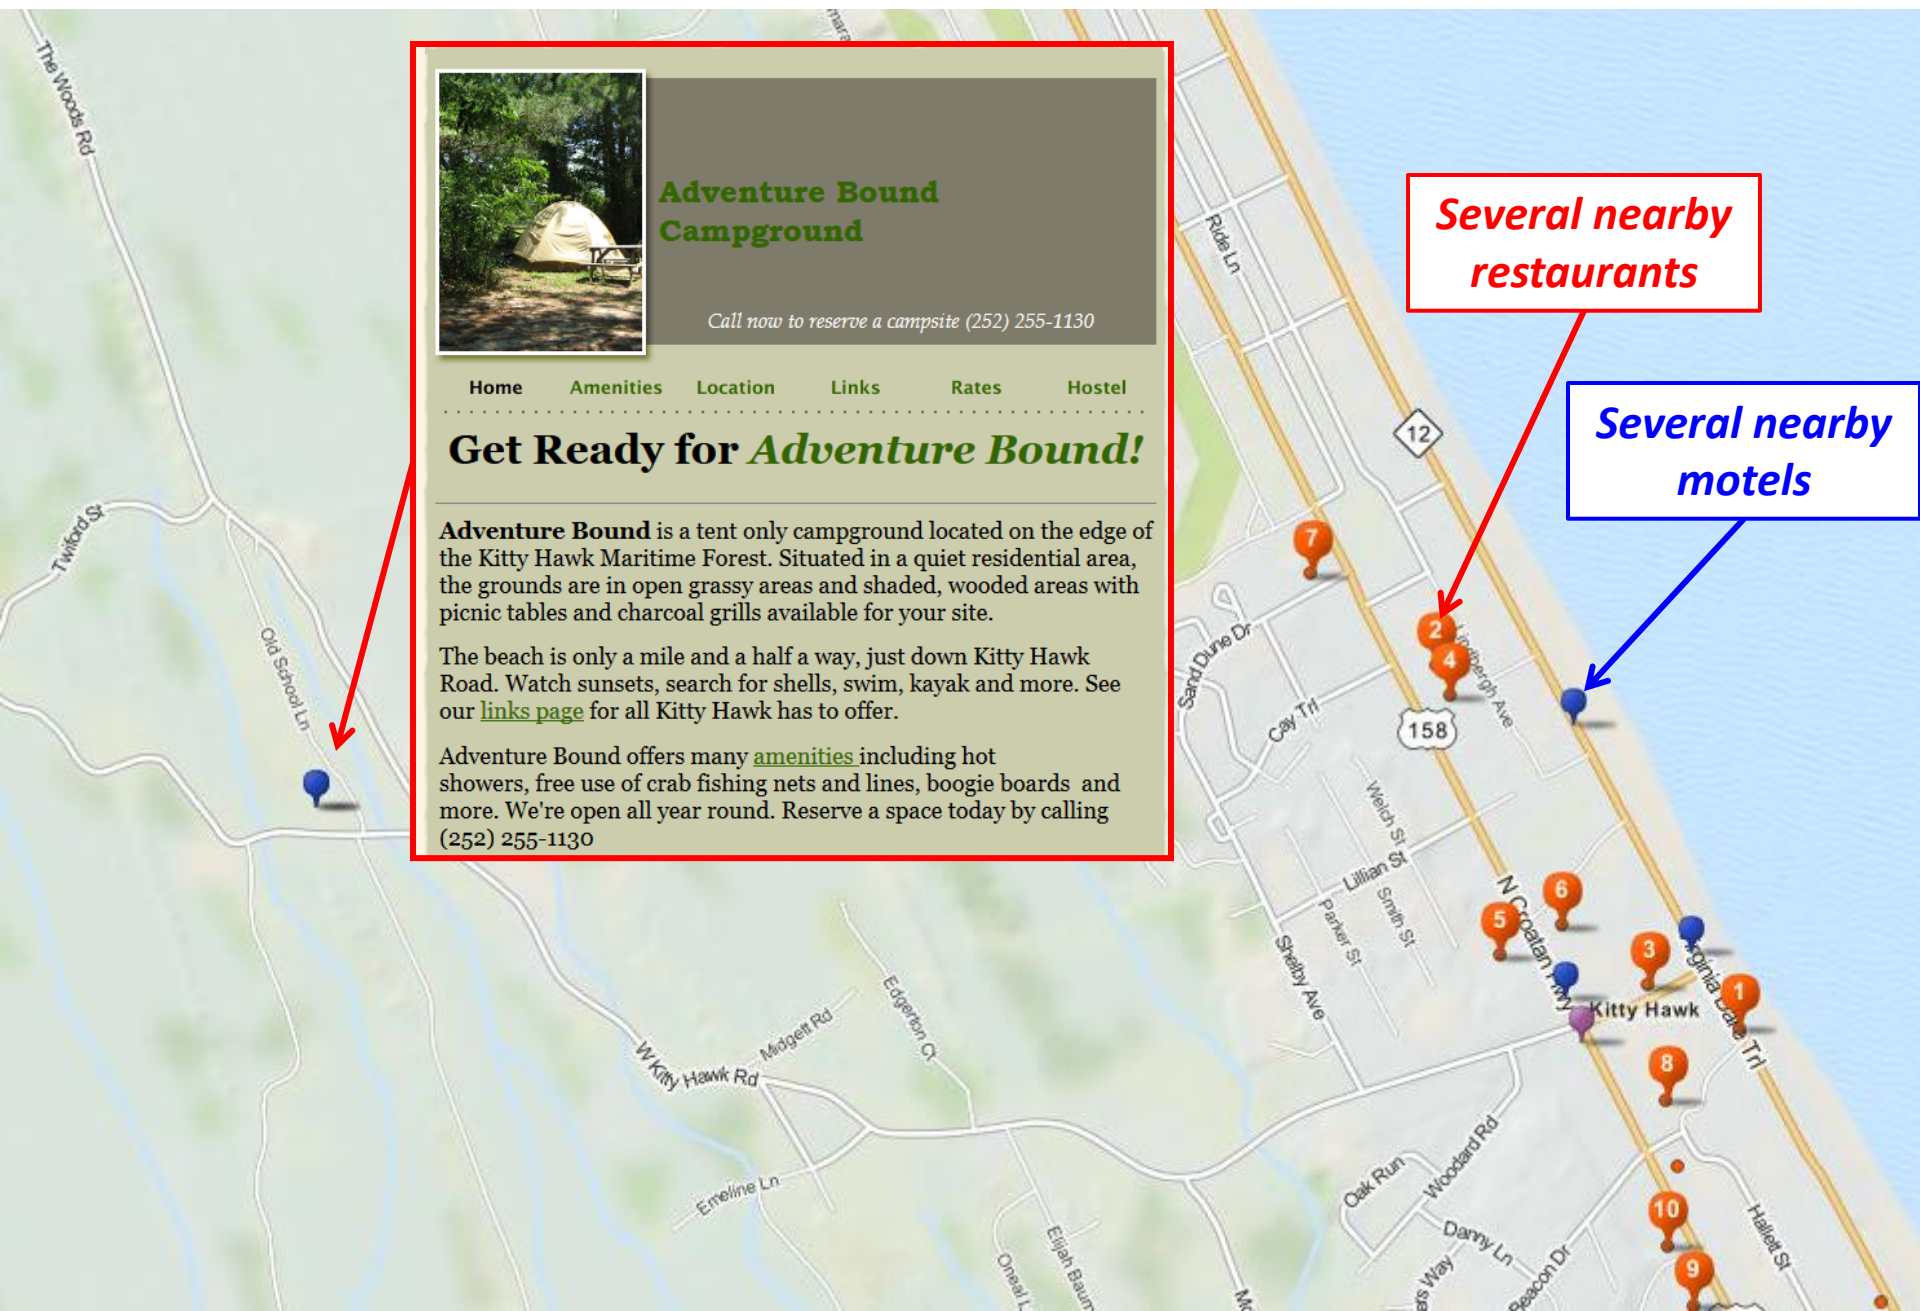 The Woods Rd
Adventure Bound
Campground
Call now to reserve a campsite (252) 255-1130
Home Amenities Location Links Rates Hostel
Get Ready for Adventure Bound!
Adventure Bound is a tent only campground located on the edge of
the Kitty Hawk Maritime Forest. Situated in a quiet residential area,
the grounds are in open grassy areas and shaded, wooded areas with
picnic tables and charcoal grills available for your site.
The beach is only a mile and a half a way, just down Kitty Hawk
Road. Watch sunsets, search for shells, swim, kayak and more. See
our links page for all Kitty Hawk has to offer.
Adventure Bound offers many amenities including hot
showers, free use of crab fishing nets and lines, boogie boards and
more. We're open all year round. Reserve a space today by calling
(252) 255-1130
Several nearby
restaurants
Several nearby
motels
Ride Ln
12
Twiford St
Old School Ln
7
2
4
Lindbergh Ave
Sand Dune Dr
Cay Trl
158
Welch St
Lillian St
Smith St
Parker St
Shelby Ave
N Croatan Hwy
6
5
3
1
Kitty Hawk
8
Edgerton Ct
Midgett Rd
W Kitty Hawk Rd
Emeline Ln
Elijah Baum
Oneal L
Oak Run
Woodard Rd
Danny Ln
Beacon Dr
10
9
Hallett St